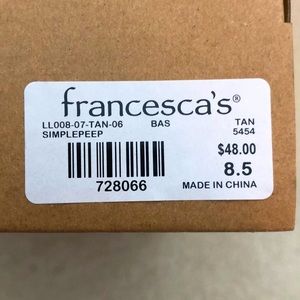 francesca's®
LL008-07-TAN-06 BAS TAN
SIMPLEPEEP 5454
$48.00
8.5
728066 MADE IN CHINA